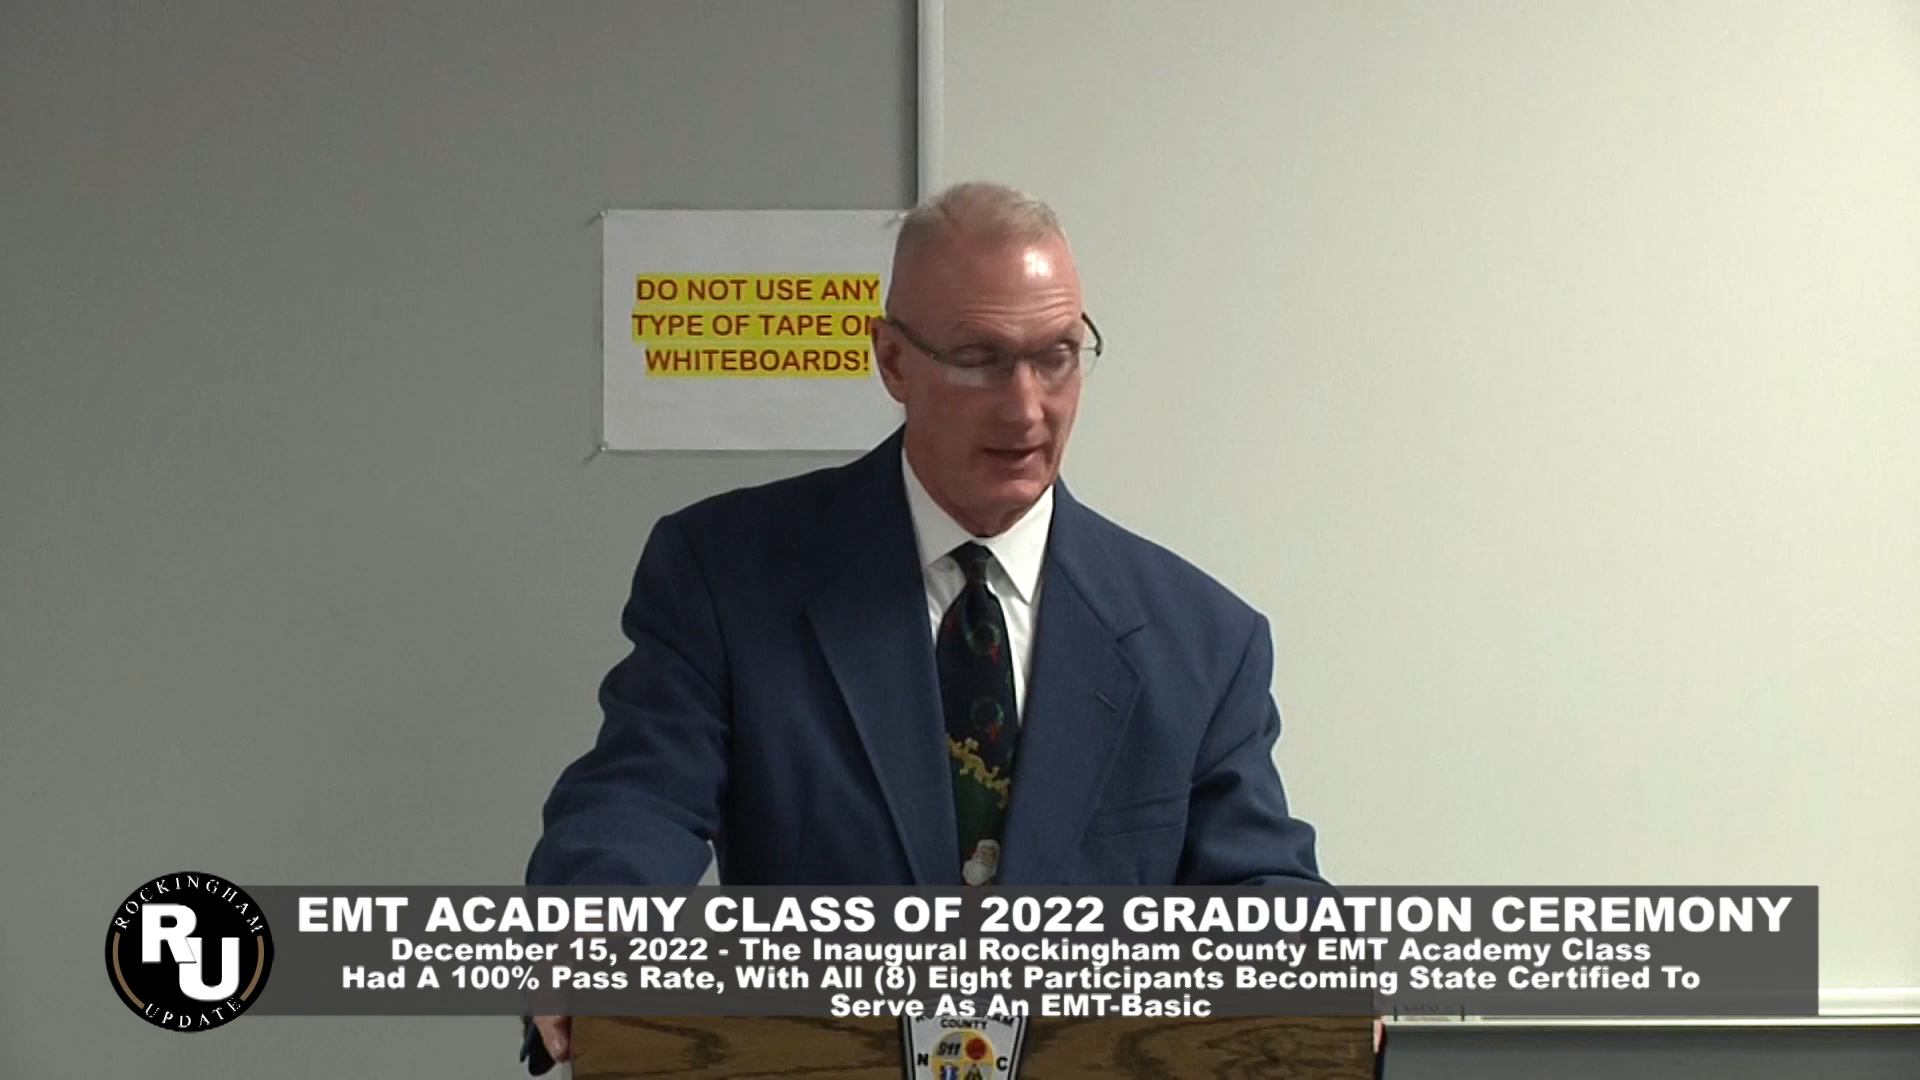 DO NOT USE ANY
TYPE OF TAPE ON
WHITEBOARDS!
EMT ACADEMY CLASS OF 2022 GRADUATION CEREMONY
December 15, 2022 - The Inaugural Rockingham County EMT Academy Class
Had A 100% Pass Rate, With All (8) Eight Participants Becoming State Certified To
Serve As An EMT-Basic
ROCKINGHAM
RU
UPDATE
COUNTY
911
N C